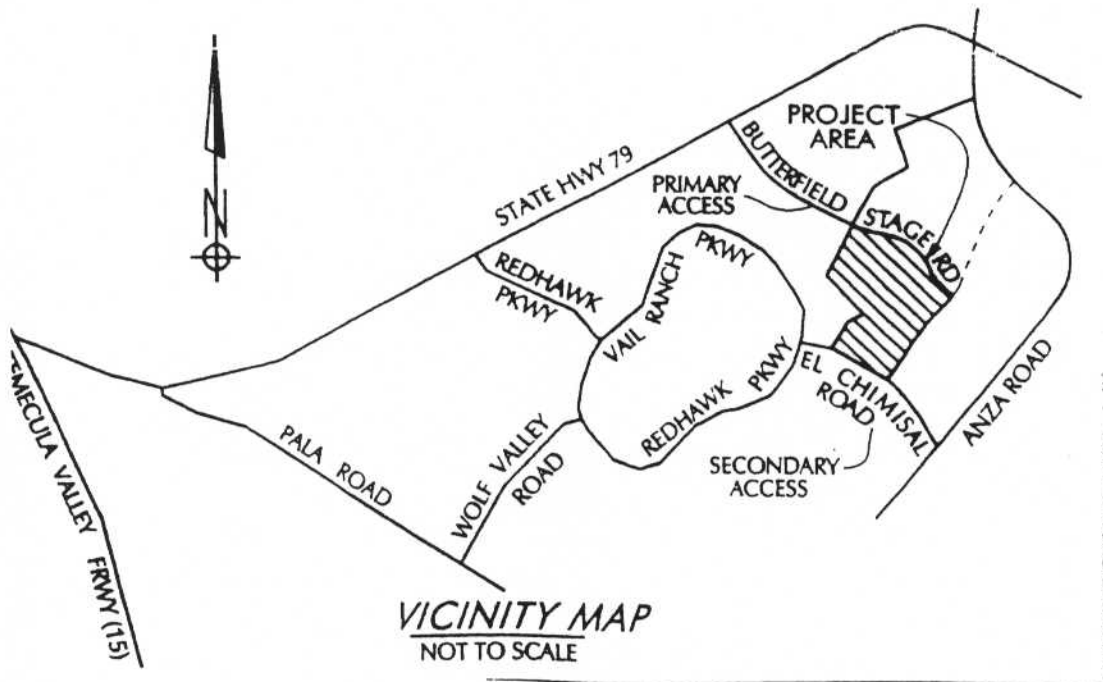 N
STATE HWY 79
BUTTERFIELD STAGE RD
PROJECT
AREA
PRIMARY
ACCESS
REDHAWK
PKWY
VAIL RANCH PKWY
REDHAWK PKWY
EL CHIMISAL
ROAD
ANZA ROAD
SECONDARY
ACCESS
WOLF VALLEY
ROAD
PALA ROAD
EMECULA VALLEY FRWY (15)
VICINITY MAP
NOT TO SCALE